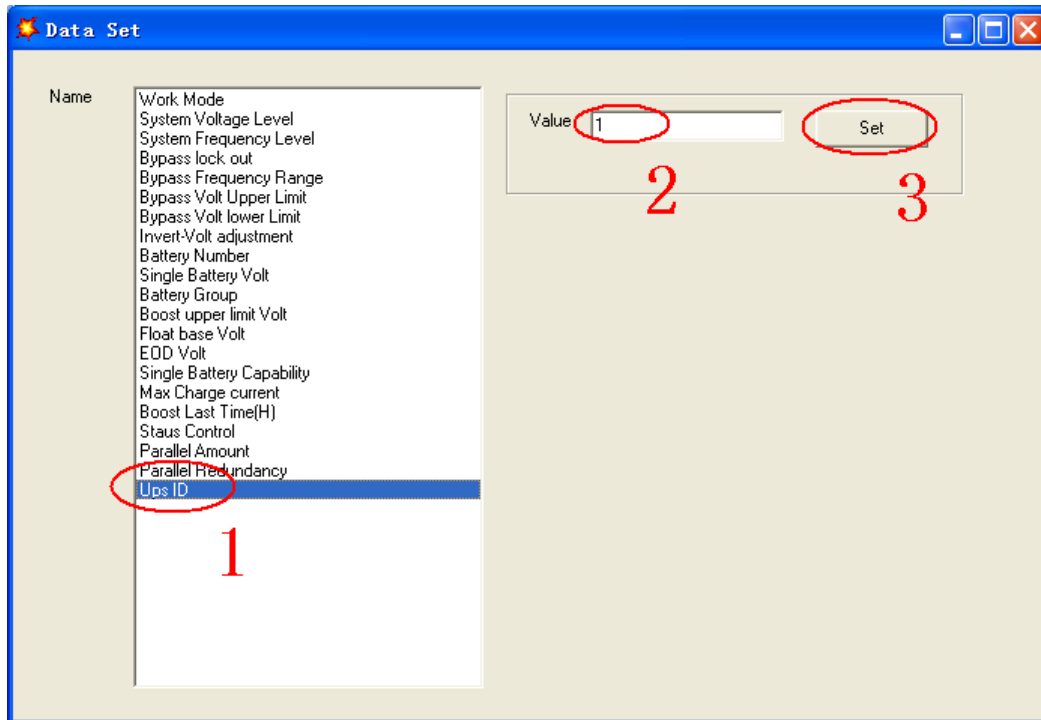 Data Set
Name
Work Mode
System Voltage Level
System Frequency Level
Bypass lock out
Bypass Frequency Range
Bypass Volt Upper Limit
Bypass Volt lower Limit
Invert-Volt adjustment
Battery Number
Single Battery Volt
Battery Group
Boost upper limit Volt
Float base Volt
EOD Volt
Single Battery Capability
Max Charge current
Boost Last Time(H)
Staus Control
Parallel Amount
Parallel Redundancy
Ups ID
1
Value 1
Set
2
3